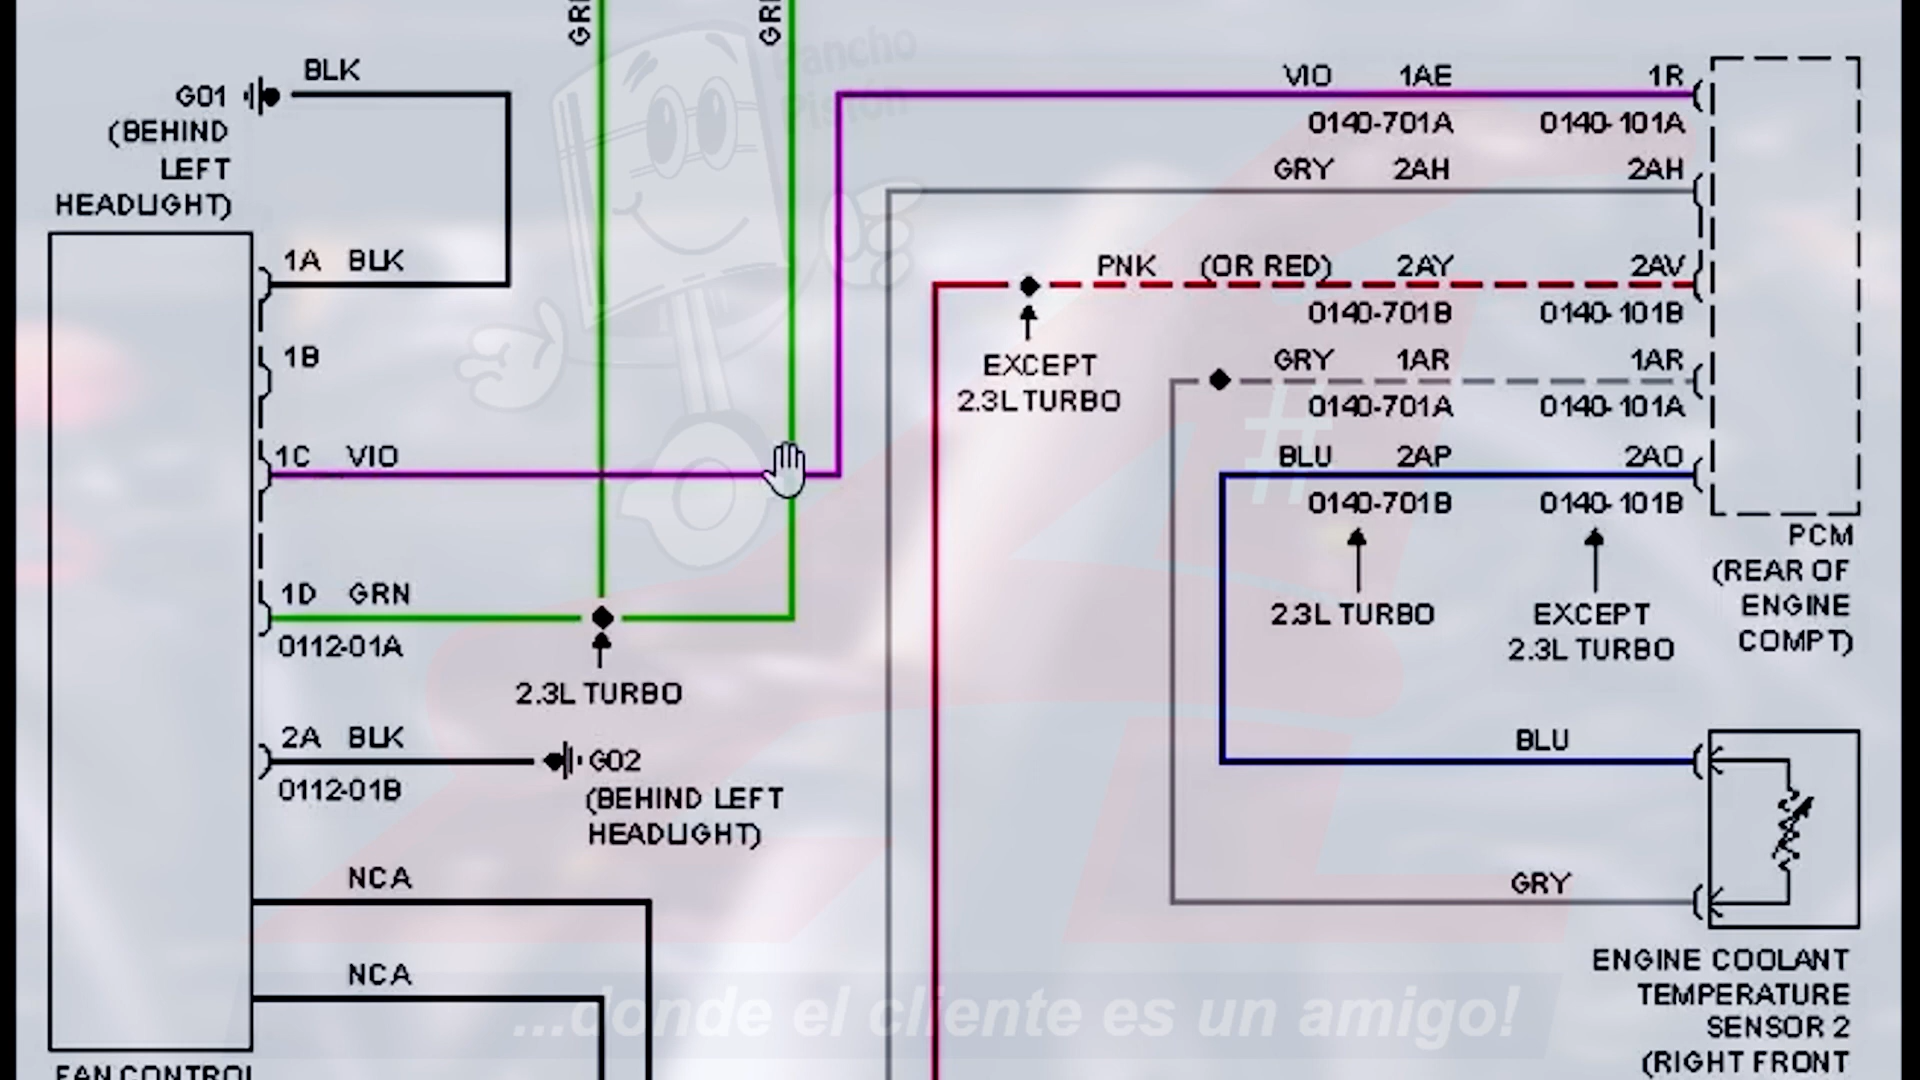 GRN
GRN
Pancho
Pistón
BLK
G01
(BEHIND
LEFT
HEADLIGHT)
1A BLK
1B
1C VIO
1D GRN
0112-01A
2.3L TURBO
2A BLK
0112-01B
G02
(BEHIND LEFT
HEADLIGHT)
NCA
NCA
FAN CONTROL
VIO 1AE 1R
0140-701A 0140-101A
GRY 2AH 2AH
PNK (OR RED) 2AY 2AV
0140-701B 0140-101B
EXCEPT
2.3L TURBO
GRY 1AR 1AR
0140-701A 0140-101A
BLU 2AP 2AO
0140-701B 0140-101B
2.3L TURBO
EXCEPT
2.3L TURBO
PCM
(REAR OF
ENGINE
COMPT)
BLU
GRY
ENGINE COOLANT
TEMPERATURE
SENSOR 2
(RIGHT FRONT
#
...donde el cliente es un amigo!